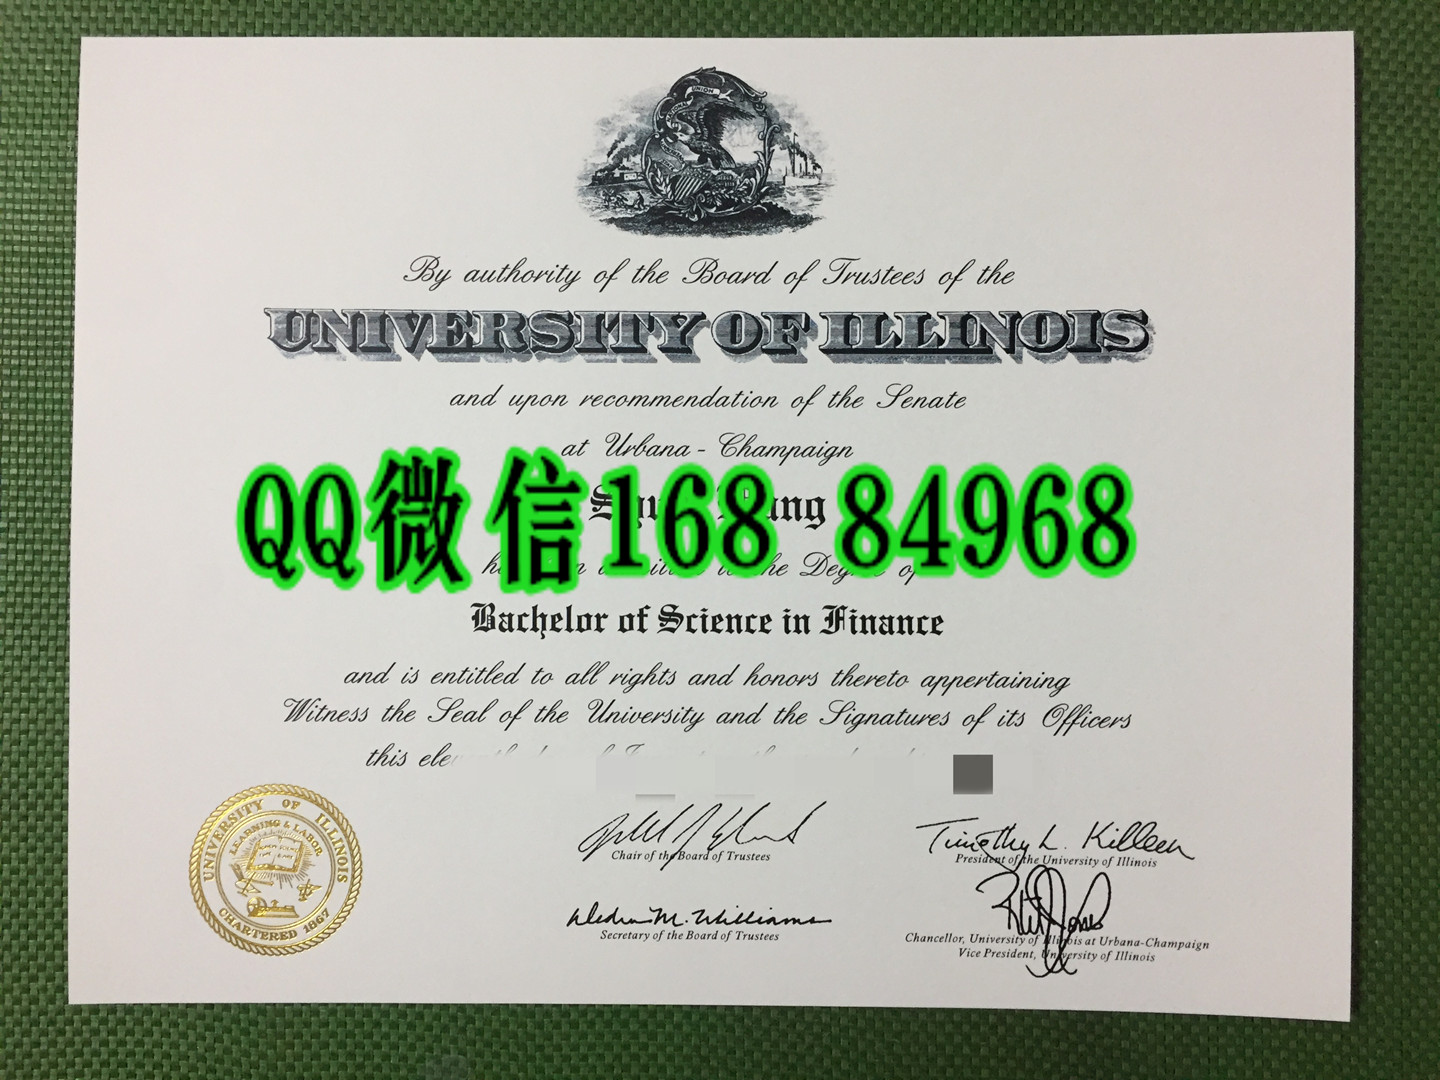 UNION
By authority of the Board of Trustees of the
UNIVERSITY OF ILLINOIS
and upon recommendation of the Senate
at Urbana - Champaign
QQ微信168 84968
the Degree of
Bachelor of Science in Finance
and is entitled to all rights and honors thereto appertaining
Witness the Seal of the University and the Signatures of its Officers
this
UNIVERSITY OF ILLINOIS
LEARNING & LABOR
CHARTERED 1867
Chair of the Board of Trustees
Timothy L. Killeen
President of the University of Illinois
M. Williams
Secretary of the Board of Trustees
Chancellor, University of Illinois at Urbana-Champaign
Vice President, University of Illinois